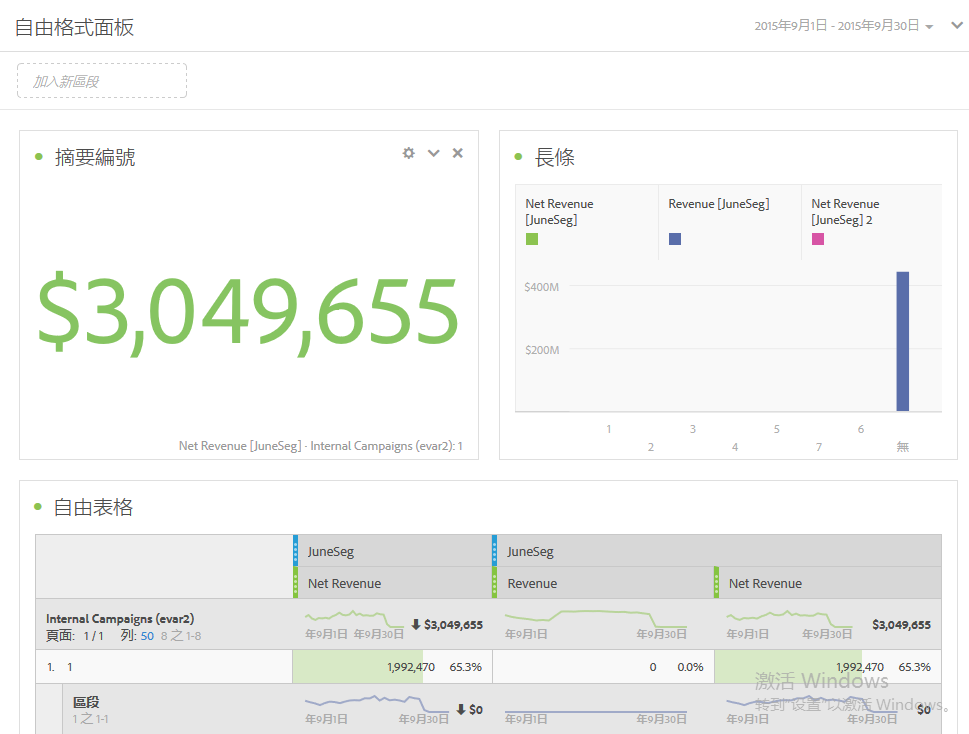 自由格式面板
2015年9月1日 - 2015年9月30日
加入新區段
摘要編號
$3,049,655
Net Revenue [JuneSeg] · Internal Campaigns (evar2): 1
長條
Net Revenue [JuneSeg]
Revenue [JuneSeg]
Net Revenue [JuneSeg] 2
$400M
$200M
1 3 5 6
2 4 7 無
自由表格
JuneSeg JuneSeg
Net Revenue Revenue Net Revenue
Internal Campaigns (evar2)
頁面: 1 / 1 列: 50 8 之 1-8
年9月1日 年9月30日 $3,049,655 年9月1日 年9月30日 年9月1日 年9月30日 $3,049,655
1. 1 1,992,470 65.3% 0 0.0% 1,992,470 65.3%
激活 Windows
區段
1 之 1-1
年9月1日 年9月30日 $0 年9月1日 年9月30日 年9月1日 年9月30日 $0
转到"设置"以激活 Windows。